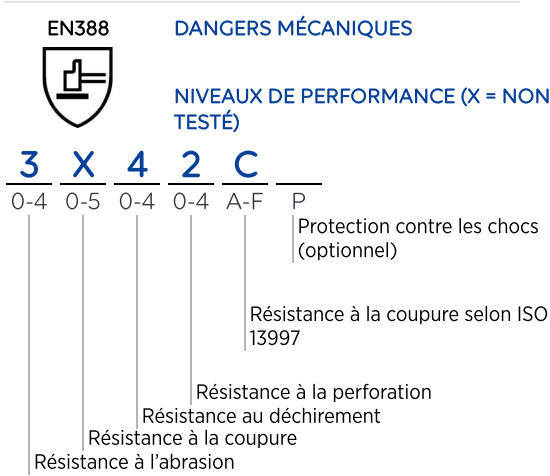 EN388
DANGERS MÉCANIQUES
NIVEAUX DE PERFORMANCE (X = NON
TESTÉ)
3 X 4 2 C
0-4 0-5 0-4 0-4 A-F P
Protection contre les chocs
(optionnel)
Résistance à la coupure selon ISO
13997
Résistance à la perforation
Résistance au déchirement
Résistance à la coupure
Résistance à l’abrasion